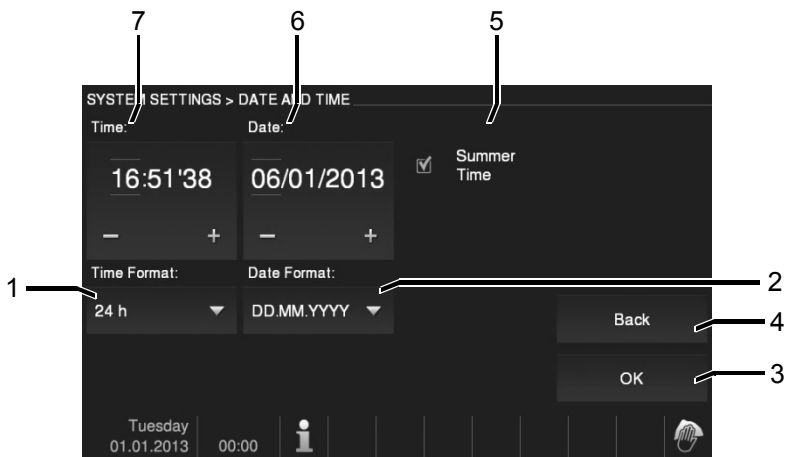 7 6 5
SYSTEM SETTINGS > DATE AND TIME
Time: Date:
Summer
Time
16:51'38 06/01/2013
− + − +
Time Format: Date Format:
1 2
24 h DD.MM.YYYY
Back 4
OK 3
Tuesday
01.01.2013 00:00 i